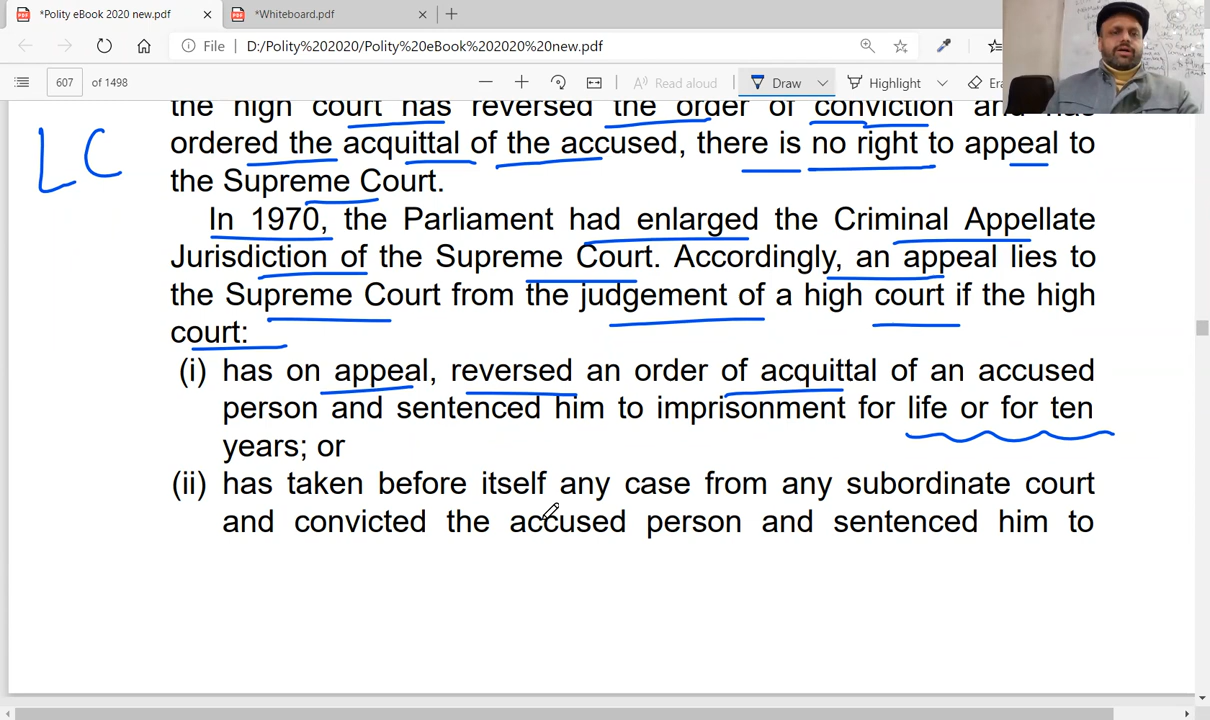 *Polity eBook 2020 new.pdf
*Whiteboard.pdf
File D:/Polity%202020/Polity%20eBook%202020%20new.pdf
607 of 1498
Read aloud
Draw
Highlight
the high court has reversed the order of conviction and has
ordered the acquittal of the accused, there is no right to appeal to
the Supreme Court.
LC
In 1970, the Parliament had enlarged the Criminal Appellate
Jurisdiction of the Supreme Court. Accordingly, an appeal lies to
the Supreme Court from the judgement of a high court if the high
court:
(i) has on appeal, reversed an order of acquittal of an accused
person and sentenced him to imprisonment for life or for ten
years; or
(ii) has taken before itself any case from any subordinate court
and convicted the accused person and sentenced him to